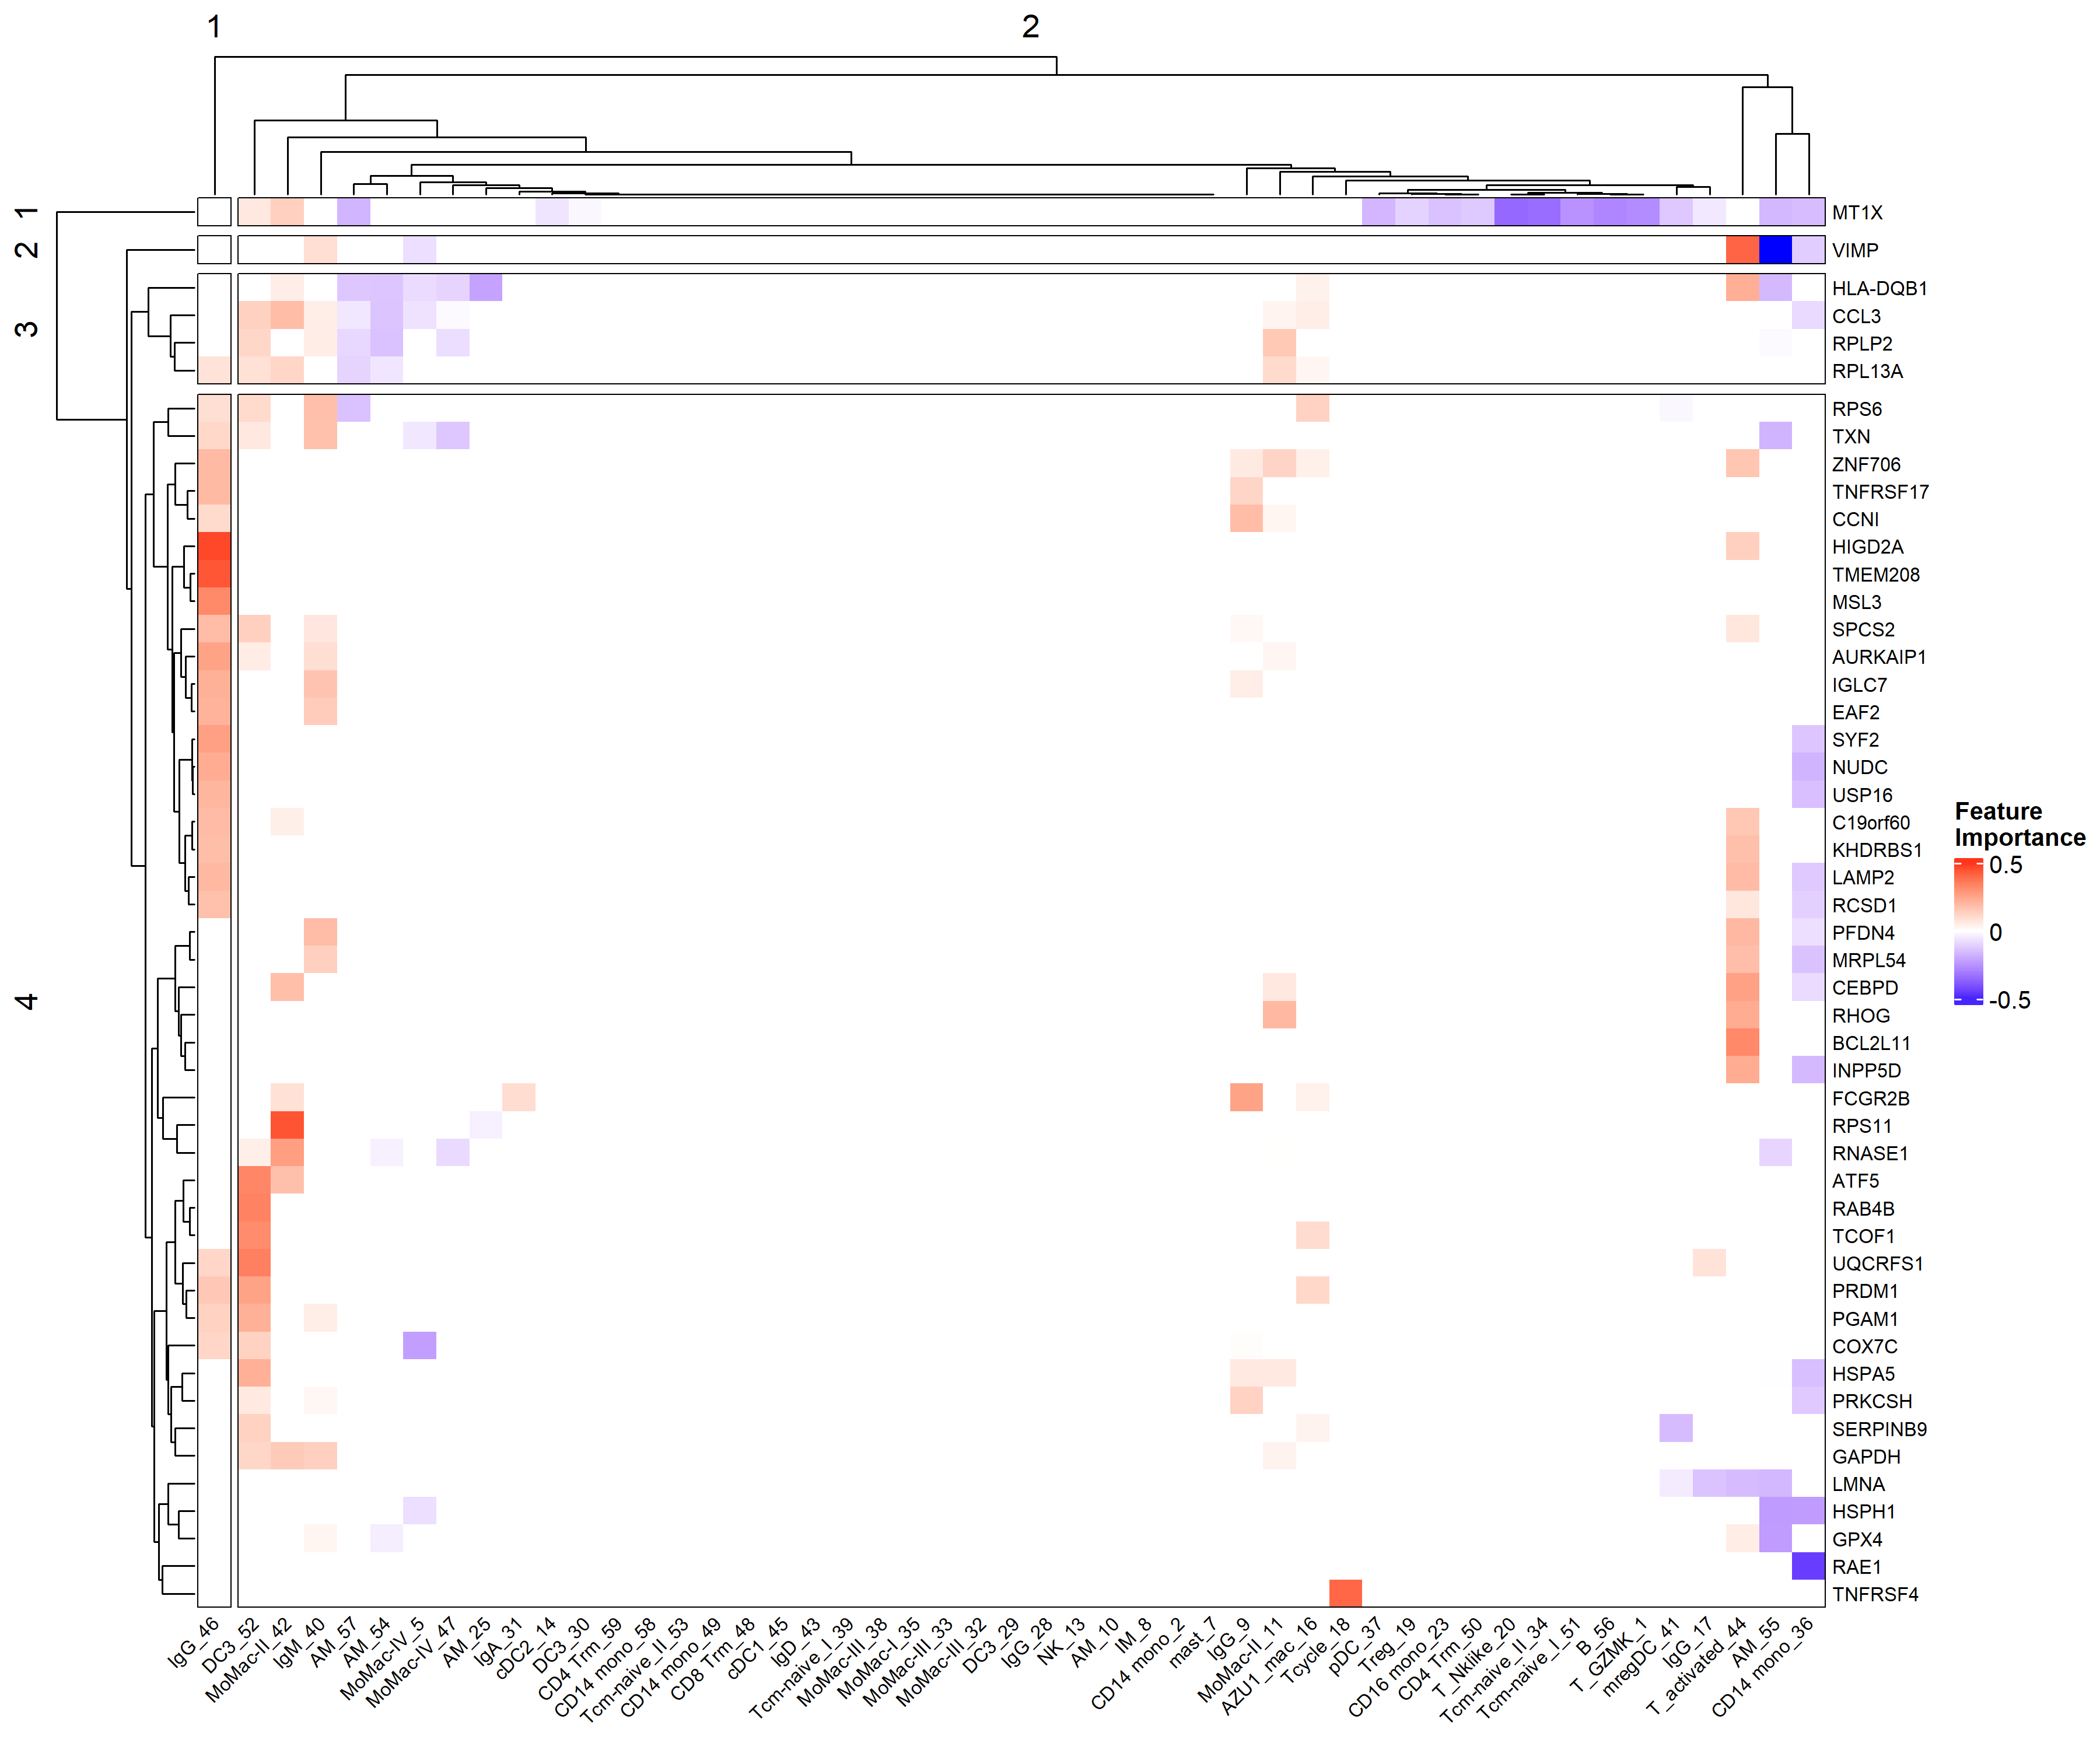 1
2
1
2
3
4
MT1X
VIMP
HLA-DQB1
CCL3
RPLP2
RPL13A
RPS6
TXN
ZNF706
TNFRSF17
CCNI
HIGD2A
TMEM208
MSL3
SPCS2
AURKAIP1
IGLC7
EAF2
SYF2
NUDC
USP16
C19orf60
KHDRBS1
LAMP2
RCSD1
PFDN4
MRPL54
CEBPD
RHOG
BCL2L11
INPP5D
FCGR2B
RPS11
RNASE1
ATF5
RAB4B
TCOF1
UQCRFS1
PRDM1
PGAM1
COX7C
HSPA5
PRKCSH
SERPINB9
GAPDH
LMNA
HSPH1
GPX4
RAE1
TNFRSF4
IgG_46
DC3_52
MoMac-II_42
IgM_40
AM_57
AM_54
MoMac-IV_5
MoMac-IV_47
AM_25
IgA_31
cDC2_14
DC3_30
CD4 Trm_59
CD14 mono_58
Tcm-naive_II_53
CD14 mono_49
CD8 Trm_48
cDC1_45
IgD_43
Tcm-naive_I_39
MoMac-III_38
MoMac-I_35
MoMac-III_33
MoMac-III_32
DC3_29
IgG_28
NK_13
AM_10
IM_8
CD14 mono_2
mast_7
IgG_9
MoMac-II_11
AZU1_mac_16
Tcycle_18
pDC_37
Treg_19
CD16 mono_23
CD4 Trm_50
T_Nklike_20
Tcm-naive_II_34
Tcm-naive_I_51
B_56
T_GZMK_1
mregDC_41
IgG_17
T_activated_44
AM_55
CD14 mono_36
Feature
Importance
0.5
0
-0.5